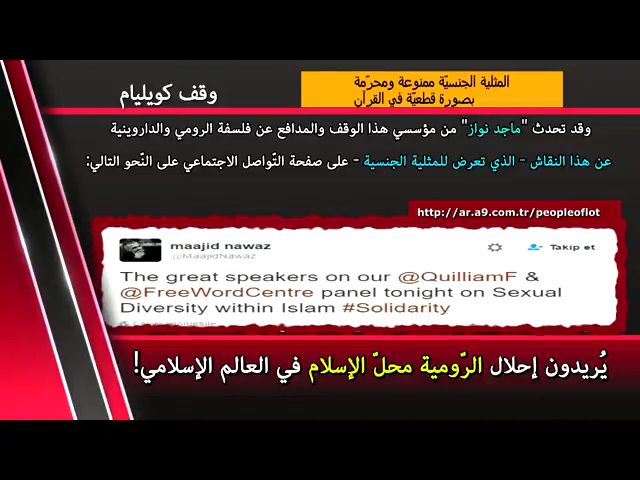 المثلية الجنسيّة ممنوعة ومحرّمة
بصورة قطعيّة في القرآن
وقف كويليام
وقد تحدث "ماجد نواز" من مؤسسي هذا الوقف والمدافع عن فلسفة الرومي والداروينية
عن هذا النقاش - الذي تعرض للمثلية الجنسية - على صفحة التّواصل الاجتماعي على النّحو التالي:
http://ar.a9.com.tr/peopleoflot
maajid nawaz
@MaajidNawaz
Takip et
The great speakers on our @QuilliamF &
@FreeWordCentre panel tonight on Sexual
Diversity within Islam #Solidarity
يُريدون إحلال الرّومية محلّ الإسلام في العالم الإسلامي!